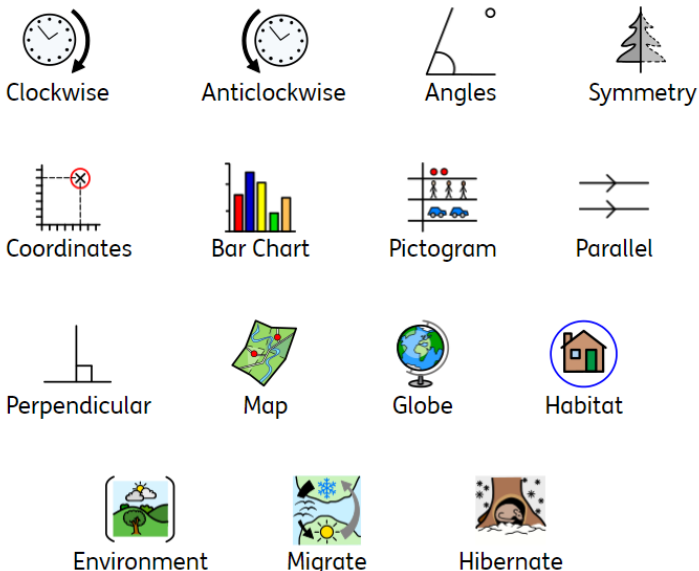 Clockwise Anticlockwise Angles Symmetry
Coordinates Bar Chart Pictogram Parallel
Perpendicular Map Globe Habitat
Environment Migrate Hibernate